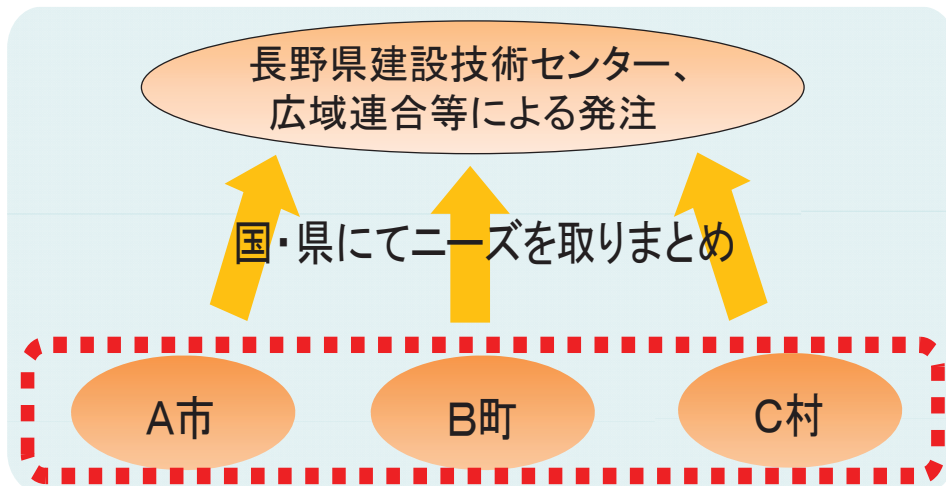 長野県建設技術センター、
広域連合等による発注
国・県にてニーズを取りまとめ
A市
B町
C村